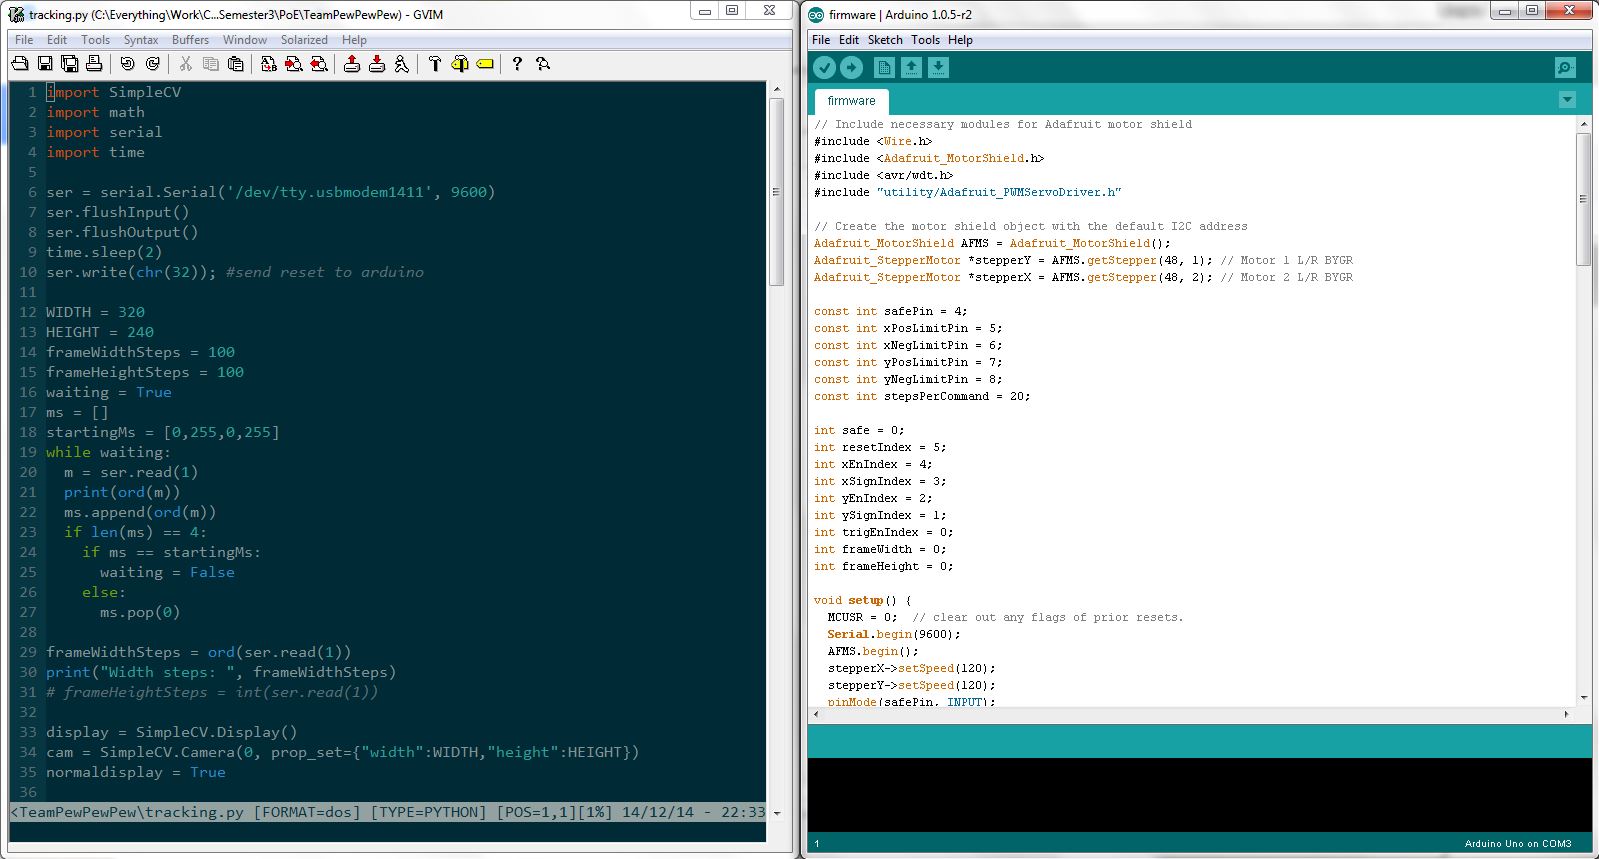 tracking.py (C:\Everything\Work\C...Semester3\PoE\TeamPewPewPew) - GVIM
File Edit Tools Syntax Buffers Window Solarized Help
1 import SimpleCV
2 import math
3 import serial
4 import time
5
6 ser = serial.Serial('/dev/tty.usbmodem1411', 9600)
7 ser.flushInput()
8 ser.flushOutput()
9 time.sleep(2)
10 ser.write(chr(32)); #send reset to arduino
11
12 WIDTH = 320
13 HEIGHT = 240
14 frameWidthSteps = 100
15 frameHeightSteps = 100
16 waiting = True
17 ms = []
18 startingMs = [0,255,0,255]
19 while waiting:
20   m = ser.read(1)
21   print(ord(m))
22   ms.append(ord(m))
23   if len(ms) == 4:
24     if ms == startingMs:
25       waiting = False
26     else:
27       ms.pop(0)
28
29 frameWidthSteps = ord(ser.read(1))
30 print("Width steps: ", frameWidthSteps)
31 # frameHeightSteps = int(ser.read(1))
32
33 display = SimpleCV.Display()
34 cam = SimpleCV.Camera(0, prop_set={"width":WIDTH,"height":HEIGHT})
35 normaldisplay = True
36
<TeamPewPewPew\tracking.py [FORMAT=dos] [TYPE=PYTHON] [POS=1,1][1%] 14/12/14 - 22:33
firmware | Arduino 1.0.5-r2
File Edit Sketch Tools Help
firmware
// Include necessary modules for Adafruit motor shield
#include <Wire.h>
#include <Adafruit_MotorShield.h>
#include <avr/wdt.h>
#include "utility/Adafruit_PWMServoDriver.h"

// Create the motor shield object with the default I2C address
Adafruit_MotorShield AFMS = Adafruit_MotorShield();
Adafruit_StepperMotor *stepperY = AFMS.getStepper(48, 1); // Motor 1 L/R BYGR
Adafruit_StepperMotor *stepperX = AFMS.getStepper(48, 2); // Motor 2 L/R BYGR

const int safePin = 4;
const int xPosLimitPin = 5;
const int xNegLimitPin = 6;
const int yPosLimitPin = 7;
const int yNegLimitPin = 8;
const int stepsPerCommand = 20;

int safe = 0;
int resetIndex = 5;
int xEnIndex = 4;
int xSignIndex = 3;
int yEnIndex = 2;
int ySignIndex = 1;
int trigEnIndex = 0;
int frameWidth = 0;
int frameHeight = 0;

void setup() {
  MCUSR = 0;  // clear out any flags of prior resets.
  Serial.begin(9600);
  AFMS.begin();
  stepperX->setSpeed(120);
  stepperY->setSpeed(120);
  pinMode(safePin, INPUT);
1
Arduino Uno on COM3